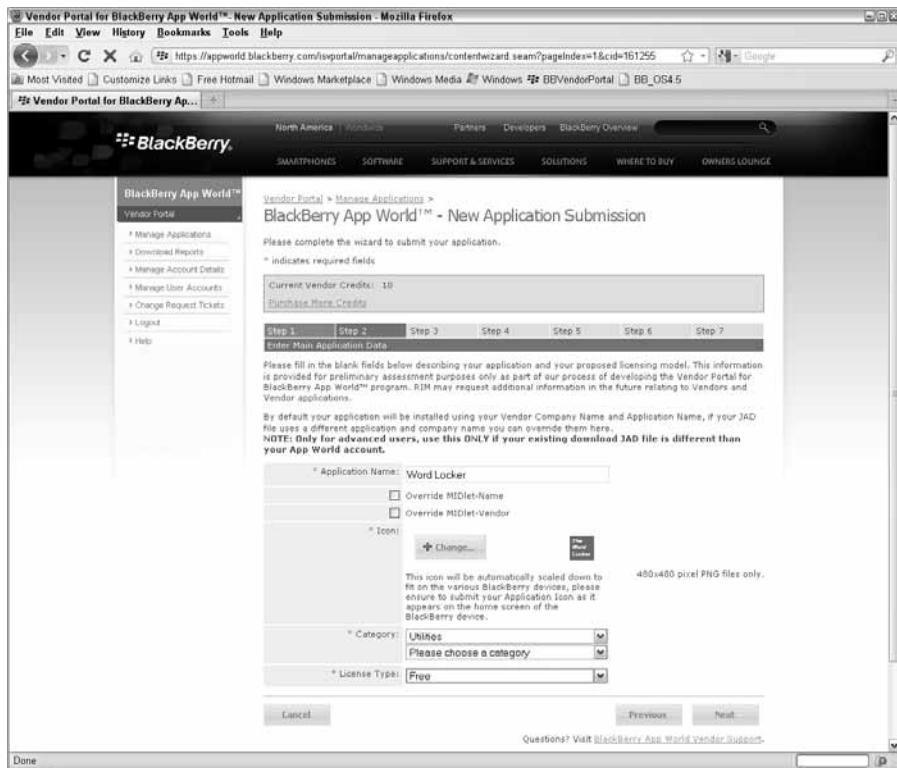 Vendor Portal for BlackBerry App World™- New Application Submission - Mozilla Firefox
File Edit View History Bookmarks Tools Help
https://appworld.blackberry.com/isvportal/manageapplications/contentwizard.seam?pageIndex=1&cid=161255
Google
Most Visited Customize Links Free Hotmail Windows Marketplace Windows Media Windows BBVendorPortal BB_OS4.5
Vendor Portal for BlackBerry Ap...
BlackBerry.
North America | Worldwide Partners Developers BlackBerry Overview
SMARTPHONES SOFTWARE SUPPORT & SERVICES SOLUTIONS WHERE TO BUY OWNERS LOUNGE
BlackBerry App World™
Vendor Portal
Manage Applications
Download Reports
Manage Account Details
Manage User Accounts
Change Request Tickets
Logout
Help
Vendor Portal > Manage Applications >
BlackBerry App World™ - New Application Submission
Please complete the wizard to submit your application.
* indicates required fields
Current Vendor Credits: 10
Purchase More Credits
Step 1 Step 2 Step 3 Step 4 Step 5 Step 6 Step 7
Enter Main Application Data
Please fill in the blank fields below describing your application and your proposed licensing model. This information
is provided for preliminary assessment purposes only as part of our process of developing the Vendor Portal for
BlackBerry App World™ program. RIM may request additional information in the future relating to Vendors and
Vendor applications.
By default your application will be installed using your Vendor Company Name and Application Name, if your JAD
file uses a different application and company name you can override them here.
NOTE: Only for advanced users, use this ONLY if your existing download JAD file is different than
your App World account.
* Application Name: Word Locker
Override MIDlet-Name
Override MIDlet-Vendor
* Icon:
Change...
The
Word
Locker
480x480 pixel PNG files only.
This icon will be automatically scaled down to
fit on the various BlackBerry devices, please
ensure to submit your Application Icon as it
appears on the home screen of the
BlackBerry device.
* Category: Utilities
Please choose a category
* License Type: Free
Cancel Previous Next
Questions? Visit BlackBerry App World Vendor Support.
Done